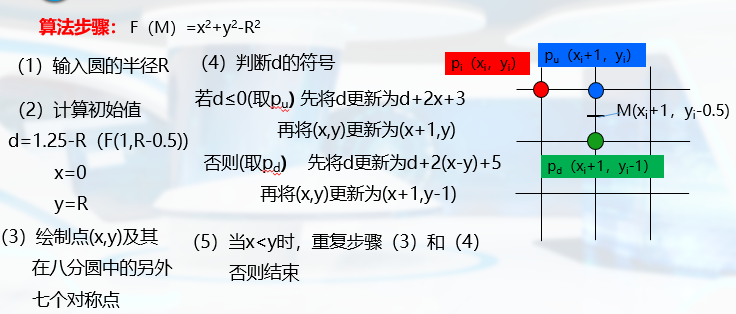 算法步骤： F（M）=x²+y²-R²
（1）输入圆的半径R
（2）计算初始值
d=1.25-R（F(1,R-0.5))
x=0
y=R
（3）绘制点(x,y)及其
在八分圆中的另外
七个对称点
（4）判断d的符号
若d≤0(取pu) 先将d更新为d+2x+3
再将(x,y)更新为(x+1,y)
否则(取pd) 先将d更新为d+2(x-y)+5
再将(x,y)更新为(x+1,y-1)
（5）当x<y时，重复步骤（3）和（4）
否则结束
pi（xi，yi）
pu（xi+1，yi）
M(xi+1，yi-0.5)
pd（xi+1，yi-1）